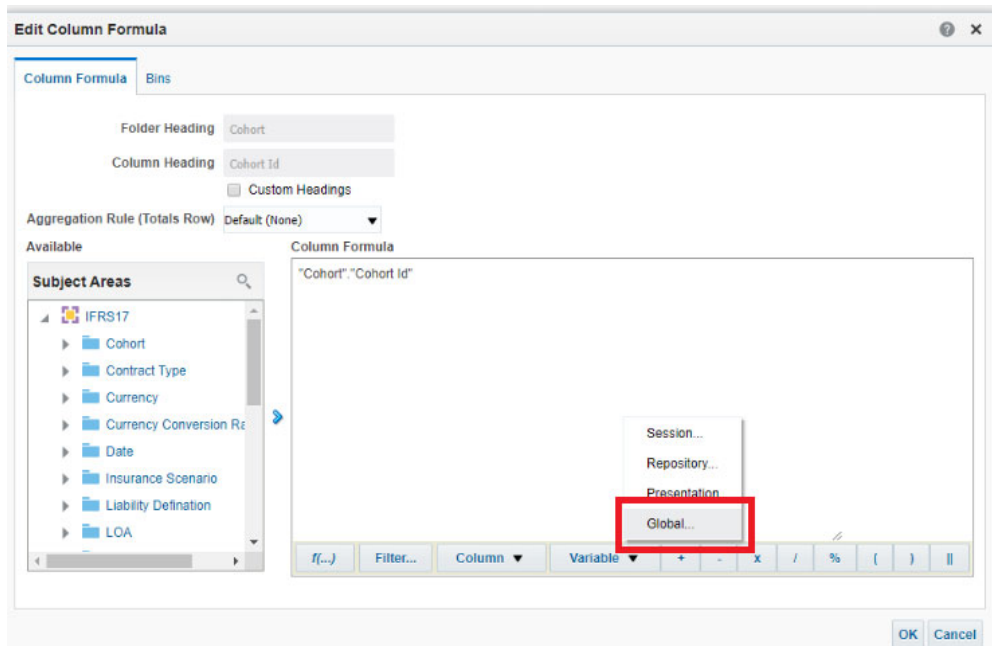 Edit Column Formula
Column Formula
Bins
Folder Heading
Cohort
Column Heading
Cohort Id
Custom Headings
Aggregation Rule (Totals Row)
Default (None)
Available
Column Formula
Subject Areas
"Cohort"."Cohort Id"
IFRS17
Cohort
Contract Type
Currency
Currency Conversion Ra
Date
Insurance Scenario
Liability Defination
LOA
Session...
Repository...
Presentation
Global...
f(...)
Filter...
Column
Variable
+
-
x
/
%
(
)
||
OK
Cancel